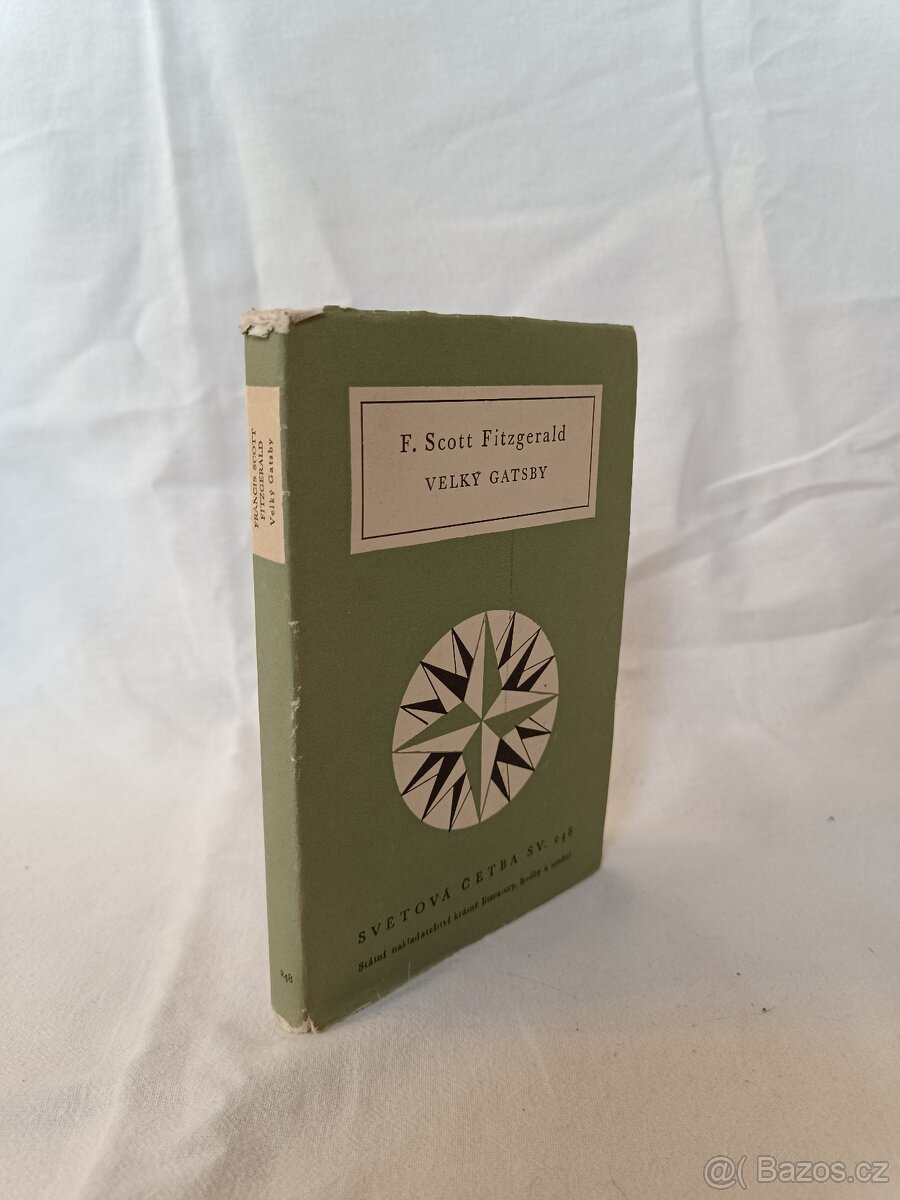 FRANCIS SCOTT
FITZGERALD
Velký Gatsby
248
F. Scott Fitzgerald
VELKÝ GATSBY
SVĚTOVÁ ČETBA SV. 248
Státní nakladatelství krásné literatury, hudby a umění
@( Bazos.cz